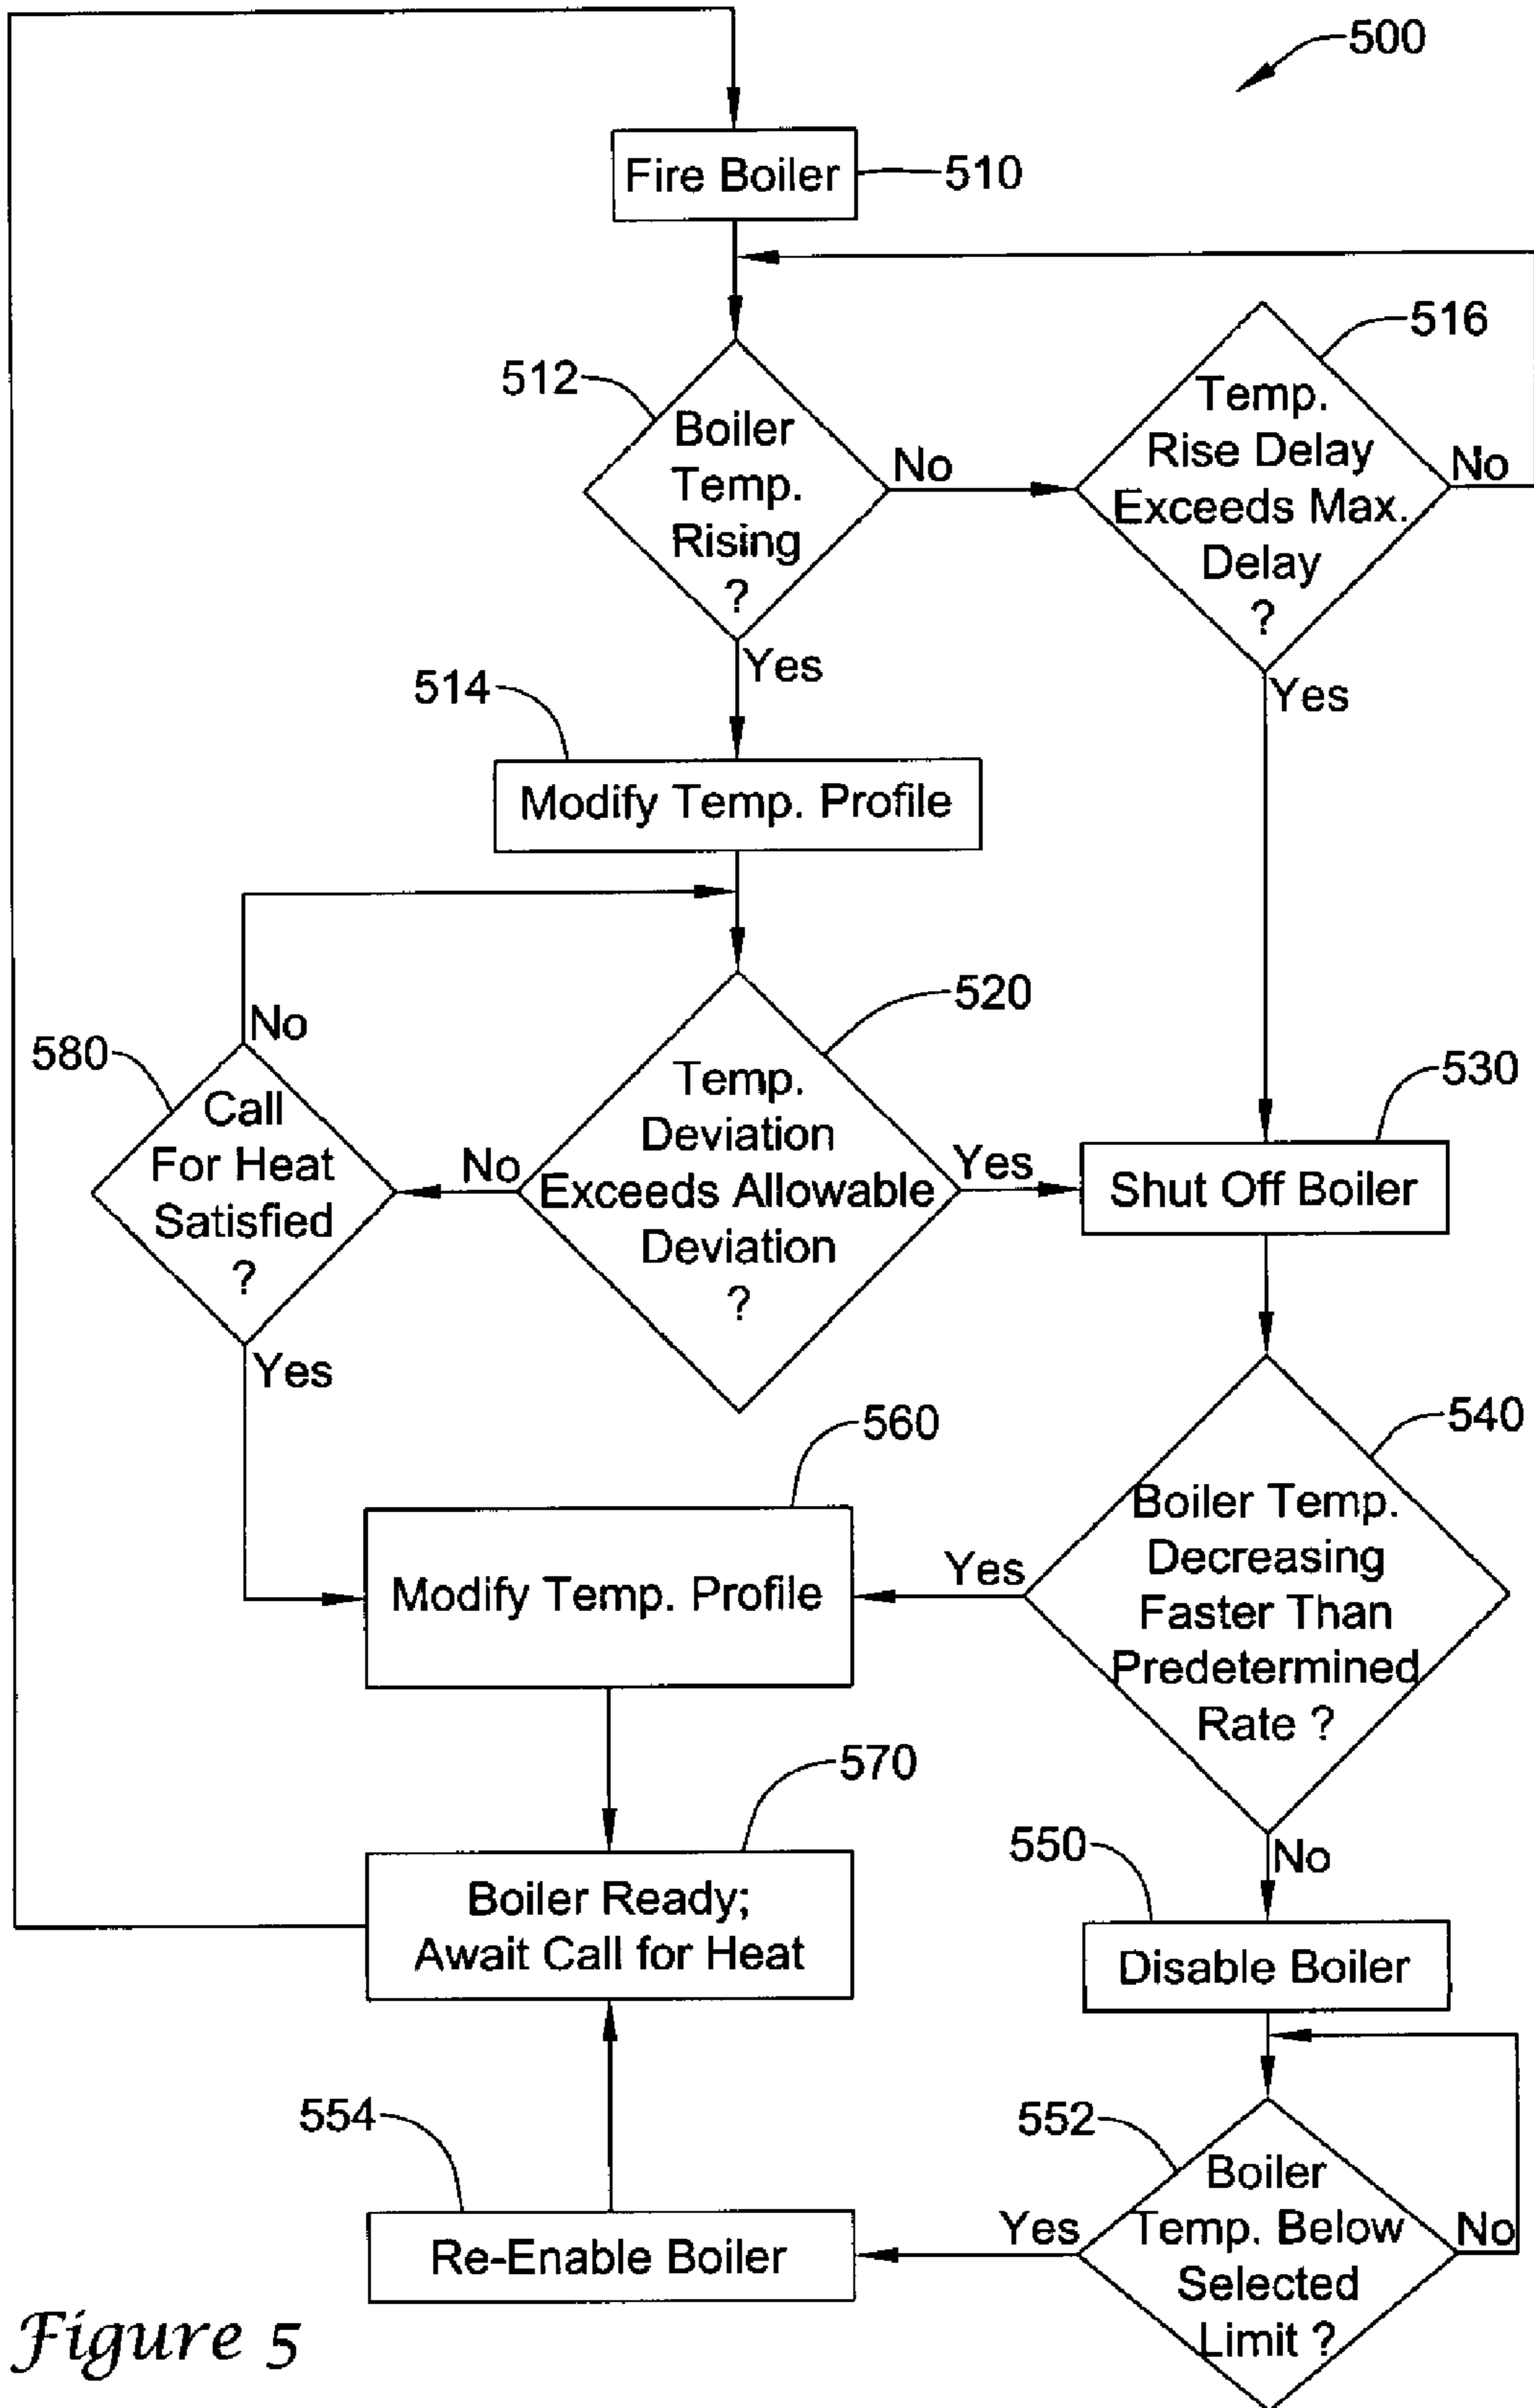 500
Fire Boiler
510
512
Boiler
Temp.
Rising
?
No
Yes
516
Temp.
Rise Delay
Exceeds Max.
Delay
?
No
Yes
514
Modify Temp. Profile
520
Temp.
Deviation
Exceeds Allowable
Deviation
?
No
Yes
580
Call
For Heat
Satisfied
?
No
Yes
530
Shut Off Boiler
540
Boiler Temp.
Decreasing
Faster Than
Predetermined
Rate ?
Yes
No
560
Modify Temp. Profile
570
Boiler Ready;
Await Call for Heat
550
Disable Boiler
552
Boiler
Temp. Below
Selected
Limit ?
Yes
No
554
Re-Enable Boiler
Figure 5